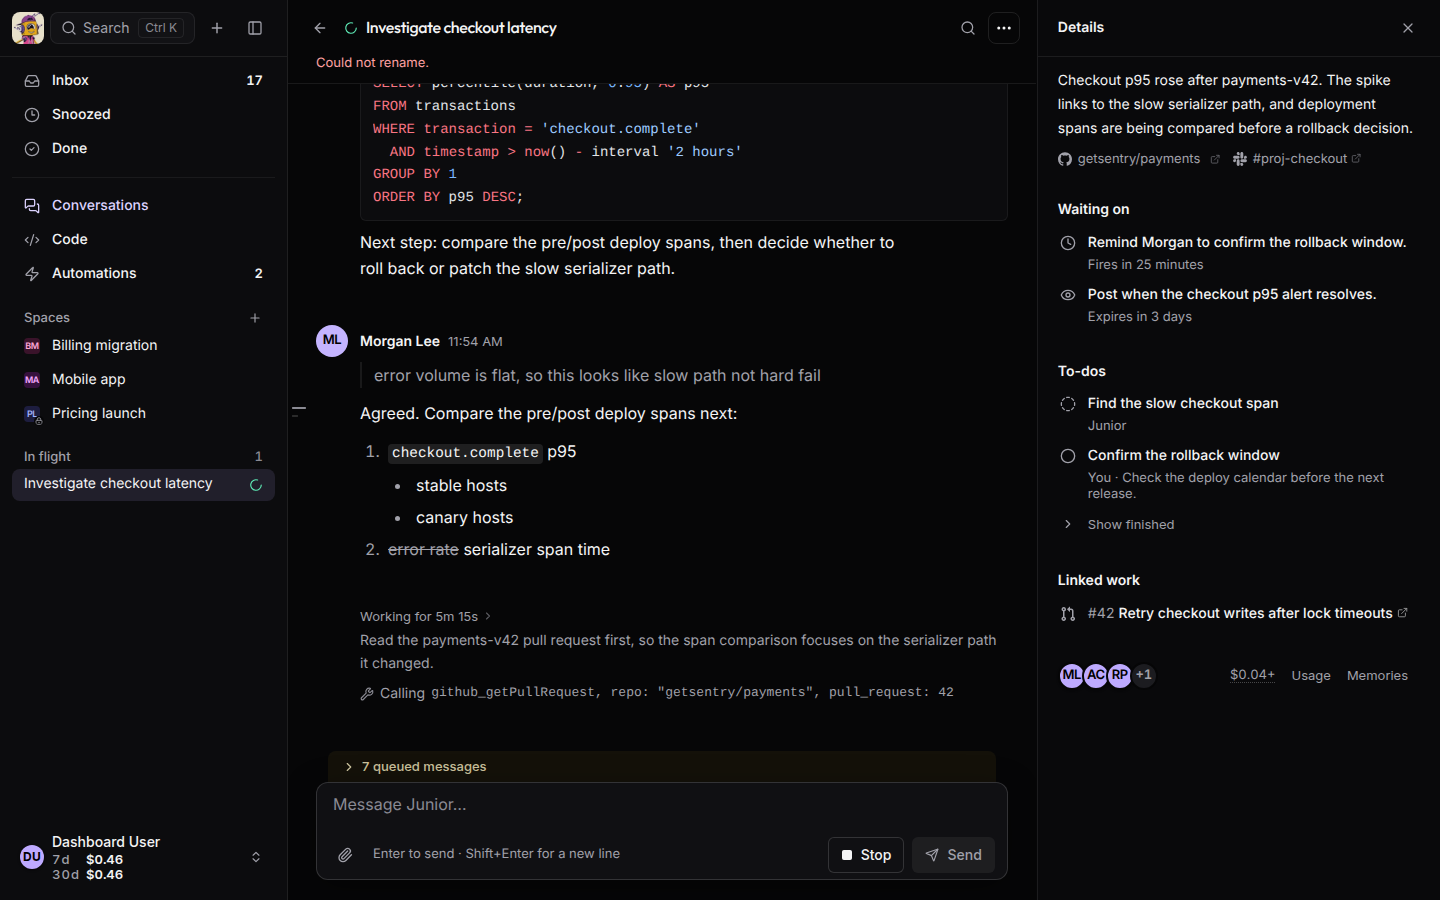 Search Ctrl K
Inbox 17
Snoozed
Done
Conversations
Code
Automations 2
Spaces
BM Billing migration
MA Mobile app
PL Pricing launch
In flight 1
Investigate checkout latency
DU Dashboard User
7d $0.46
30d $0.46
Investigate checkout latency
Could not rename.
SELECT percentile(duration, 0.95) AS p95
FROM transactions
WHERE transaction = 'checkout.complete'
AND timestamp > now() - interval '2 hours'
GROUP BY 1
ORDER BY p95 DESC;
Next step: compare the pre/post deploy spans, then decide whether to
roll back or patch the slow serializer path.
ML Morgan Lee 11:54 AM
error volume is flat, so this looks like slow path not hard fail
Agreed. Compare the pre/post deploy spans next:
1. checkout.complete p95
• stable hosts
• canary hosts
2. error rate serializer span time
Working for 5m 15s
Read the payments-v42 pull request first, so the span comparison focuses on the serializer path
it changed.
Calling github_getPullRequest, repo: "getsentry/payments", pull_request: 42
7 queued messages
Message Junior...
Enter to send · Shift+Enter for a new line
Stop
Send
Details
Checkout p95 rose after payments-v42. The spike
links to the slow serializer path, and deployment
spans are being compared before a rollback decision.
getsentry/payments #proj-checkout
Waiting on
Remind Morgan to confirm the rollback window.
Fires in 25 minutes
Post when the checkout p95 alert resolves.
Expires in 3 days
To-dos
Find the slow checkout span
Junior
Confirm the rollback window
You · Check the deploy calendar before the next
release.
Show finished
Linked work
#42 Retry checkout writes after lock timeouts
ML AC RP +1 $0.04+ Usage Memories